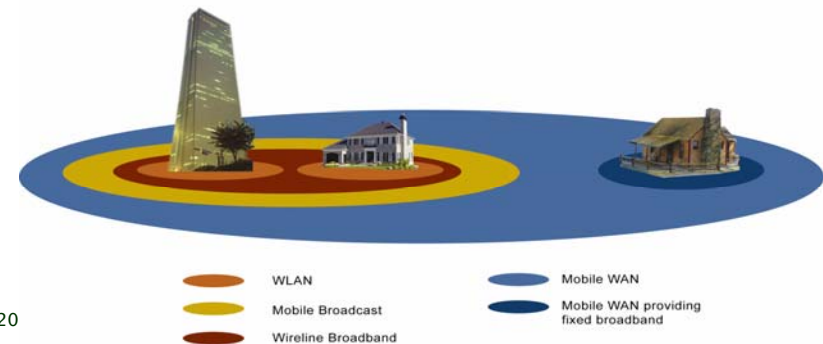 WLAN
Mobile Broadcast
Wireline Broadband
Mobile WAN
Mobile WAN providing
fixed broadband
20